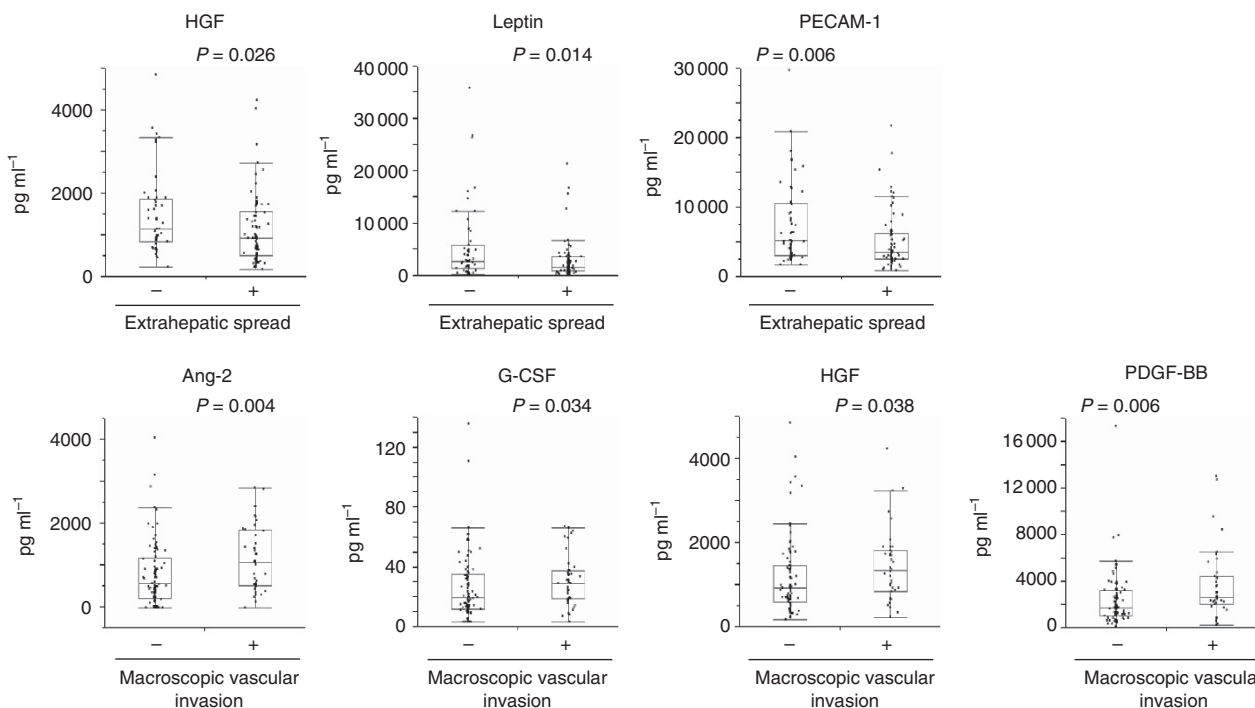 HGF
P = 0.026
pg ml–1
4000
2000
0
– +
Extrahepatic spread
Leptin
P = 0.014
pg ml–1
40 000
30 000
20 000
10 000
0
– +
Extrahepatic spread
PECAM-1
P = 0.006
pg ml–1
30 000
20 000
10 000
0
– +
Extrahepatic spread
Ang-2
P = 0.004
pg ml–1
4000
2000
0
– +
Macroscopic vascular
invasion
G-CSF
P = 0.034
pg ml–1
120
80
40
0
– +
Macroscopic vascular
invasion
HGF
P = 0.038
pg ml–1
4000
2000
0
– +
Macroscopic vascular
invasion
PDGF-BB
P = 0.006
pg ml–1
16 000
12 000
8000
4000
0
– +
Macroscopic vascula
invasion